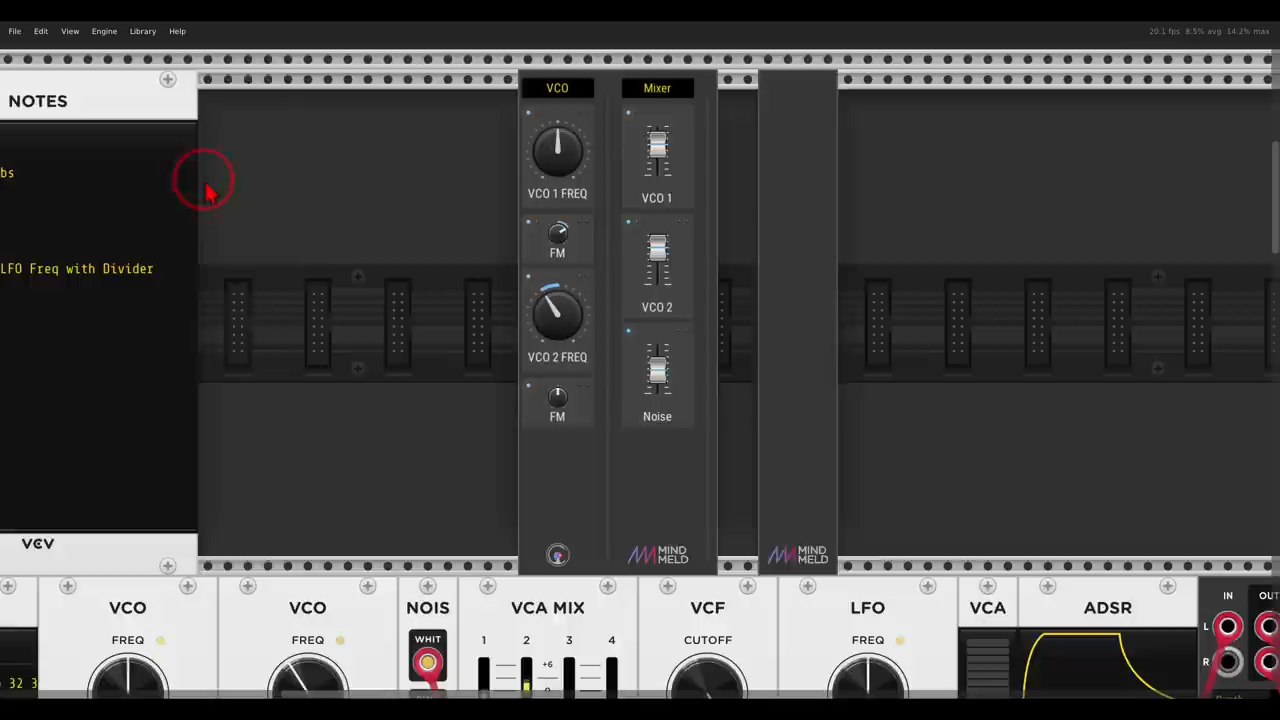 File Edit View Engine Library Help
20.1 fps 8.5% avg 14.2% max
NOTES
bs
LFO Freq with Divider
VCV
VCO
VCO 1 FREQ
FM
VCO 2 FREQ
FM
Mixer
VCO 1
VCO 2
Noise
MIND
MELD
MIND
MELD
VCO
FREQ
VCO
FREQ
NOIS
WHIT
VCA MIX
1 2 3 4
+6
0
VCF
CUTOFF
LFO
FREQ
VCA
ADSR
IN
OUT
L
R
32 3